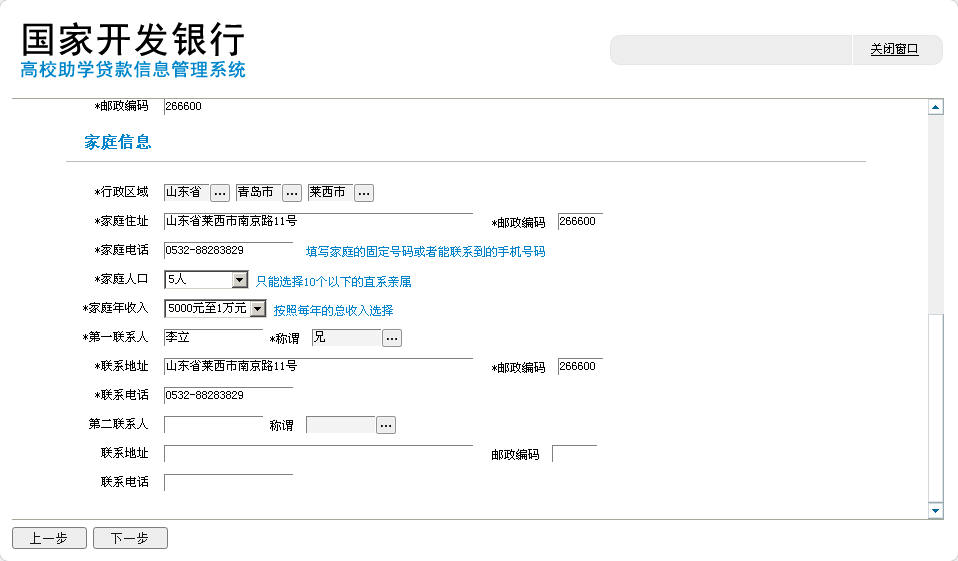 国家开发银行
高校助学贷款信息管理系统
关闭窗口
*邮政编码 266600
家庭信息
*行政区域 山东省 ... 青岛市 ... 莱西市 ...
*家庭住址 山东省莱西市南京路11号 *邮政编码 266600
*家庭电话 0532-88283829 填写家庭的固定号码或者能联系到的手机号码
*家庭人口 5人 只能选择10个以下的直系亲属
*家庭年收入 5000元至1万元 按照每年的总收入选择
*第一联系人 李立 *称谓 兄 ...
*联系地址 山东省莱西市南京路11号 *邮政编码 266600
*联系电话 0532-88283829
第二联系人 称谓 ...
联系地址 邮政编码
联系电话
上一步 下一步